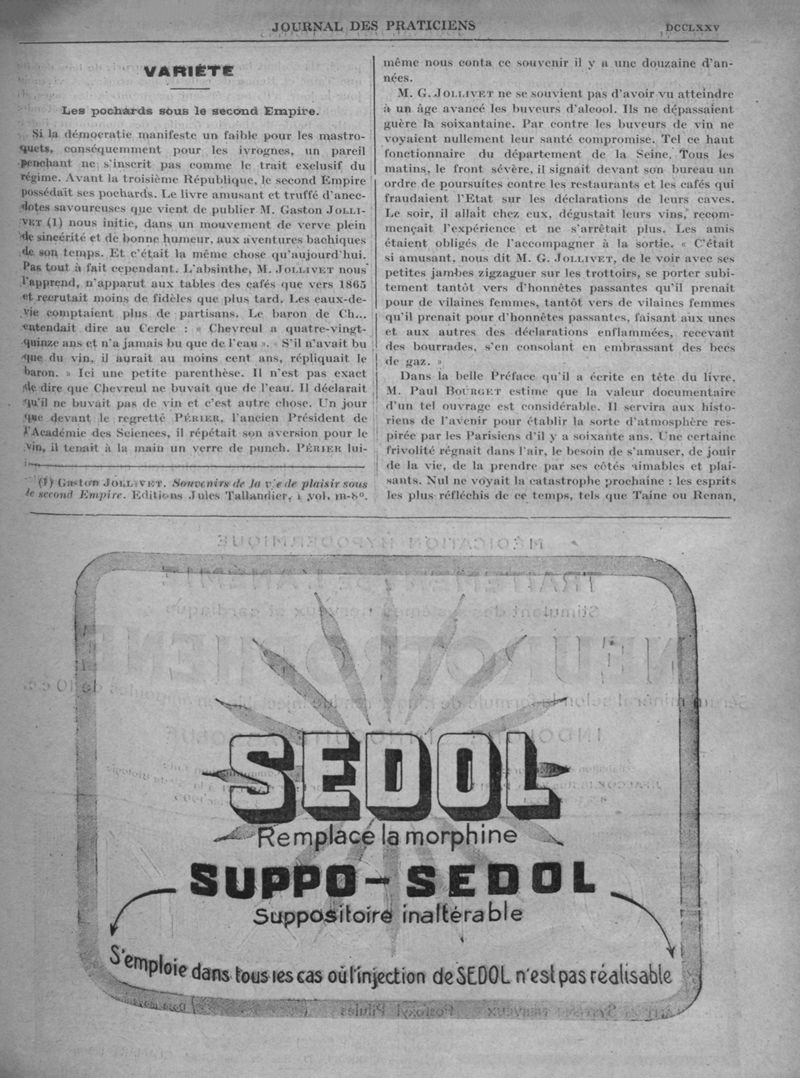 JOURNAL DES PRATICIENS
DCCLXXV
VARIÉTÉ
Les pochards sous le second Empire.
Si la démocratie manifeste un faible pour les mastro-
quets, conséquemment pour les ivrognes, un pareil
penchant ne s'inscrit pas comme le trait exclusif du
régime. Avant la troisième République, le second Empire
possédait ses pochards. Le livre amusant et truffé d'anec-
dotes savoureuses que vient de publier M. Gaston JOLLI-
VET (1) nous initie, dans un mouvement de verve plein
de sincérité et de bonne humeur, aux aventures bachiques
de son temps. Et c'était la même chose qu'aujourd'hui.
Pas tout à fait cependant. L'absinthe, M. JOLLIVET nous
l'apprend, n'apparut aux tables des cafés que vers 1865
et recrutait moins de fidèles que plus tard. Les eaux-de-
vie comptaient plus de partisans. Le baron de Ch...
entendait dire au Cercle : « Chevreul a quatre-vingt-
quinze ans et n'a jamais bu que de l'eau ». « S'il n'avait bu
que du vin, il aurait au moins cent ans, répliquait le
baron. » Ici une petite parenthèse. Il n'est pas exact
de dire que Chevreul ne buvait que de l'eau. Il déclarait
qu'il ne buvait pas de vin et c'est autre chose. Un jour
que devant le regretté PÉRIER, l'ancien Président de
l'Académie des Sciences, il répétait son aversion pour le
vin, il tenait à la main un verre de punch. PÉRIER lui-
(1) Gaston JOLLIVET. Souvenirs de la vie de plaisir sous
le second Empire. Editions Jules Tallandier, 1 vol. in-8°.
même nous conta ce souvenir il y a une douzaine d'an-
nées.
M. G. JOLLIVET ne se souvient pas d'avoir vu atteindre
à un âge avancé les buveurs d'alcool. Ils ne dépassaient
guère la soixantaine. Par contre les buveurs de vin ne
voyaient nullement leur santé compromise. Tel ce haut
fonctionnaire du département de la Seine. Tous les
matins, le front sévère, il signait devant son bureau un
ordre de poursuites contre les restaurants et les cafés qui
fraudaient l'Etat sur les déclarations de leurs caves.
Le soir, il allait chez eux, dégustait leurs vins, recom-
mençait l'expérience et ne s'arrêtait plus. Les amis
étaient obligés de l'accompagner à la sortie. « C'était
si amusant, nous dit M. G. JOLLIVET, de le voir avec ses
petites jambes zigzaguer sur les trottoirs, se porter subi-
tement tantôt vers d'honnêtes passantes qu'il prenait
pour de vilaines femmes, tantôt vers de vilaines femmes
qu'il prenait pour d'honnêtes passantes, faisant aux unes
et aux autres des déclarations enflammées, recevant
des bourrades, s'en consolant en embrassant des becs
de gaz. »
Dans la belle Préface qu'il a écrite en tête du livre,
M. Paul BOURGET estime que la valeur documentaire
d'un tel ouvrage est considérable. Il servira aux histo-
riens de l'avenir pour établir la sorte d'atmosphère res-
pirée par les Parisiens d'il y a soixante ans. Une certaine
frivolité régnait dans l'air, le besoin de s'amuser, de jouir
de la vie, de la prendre par ses côtés aimables et plai-
sants. Nul ne voyait la catastrophe prochaine : les esprits
les plus réfléchis de ce temps, tels que Taine ou Renan,
SEDOL
Remplace la morphine
SUPPO-SEDOL
Suppositoire inaltérable
S'emploie dans tous les cas où l'injection de SEDOL n'est pas réalisable